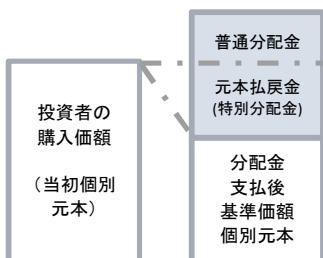 投資者の
購入価額
（当初個別
元本）
普通分配金
元本払戻金
(特別分配金)
分配金
支払後
基準価額
個別元本